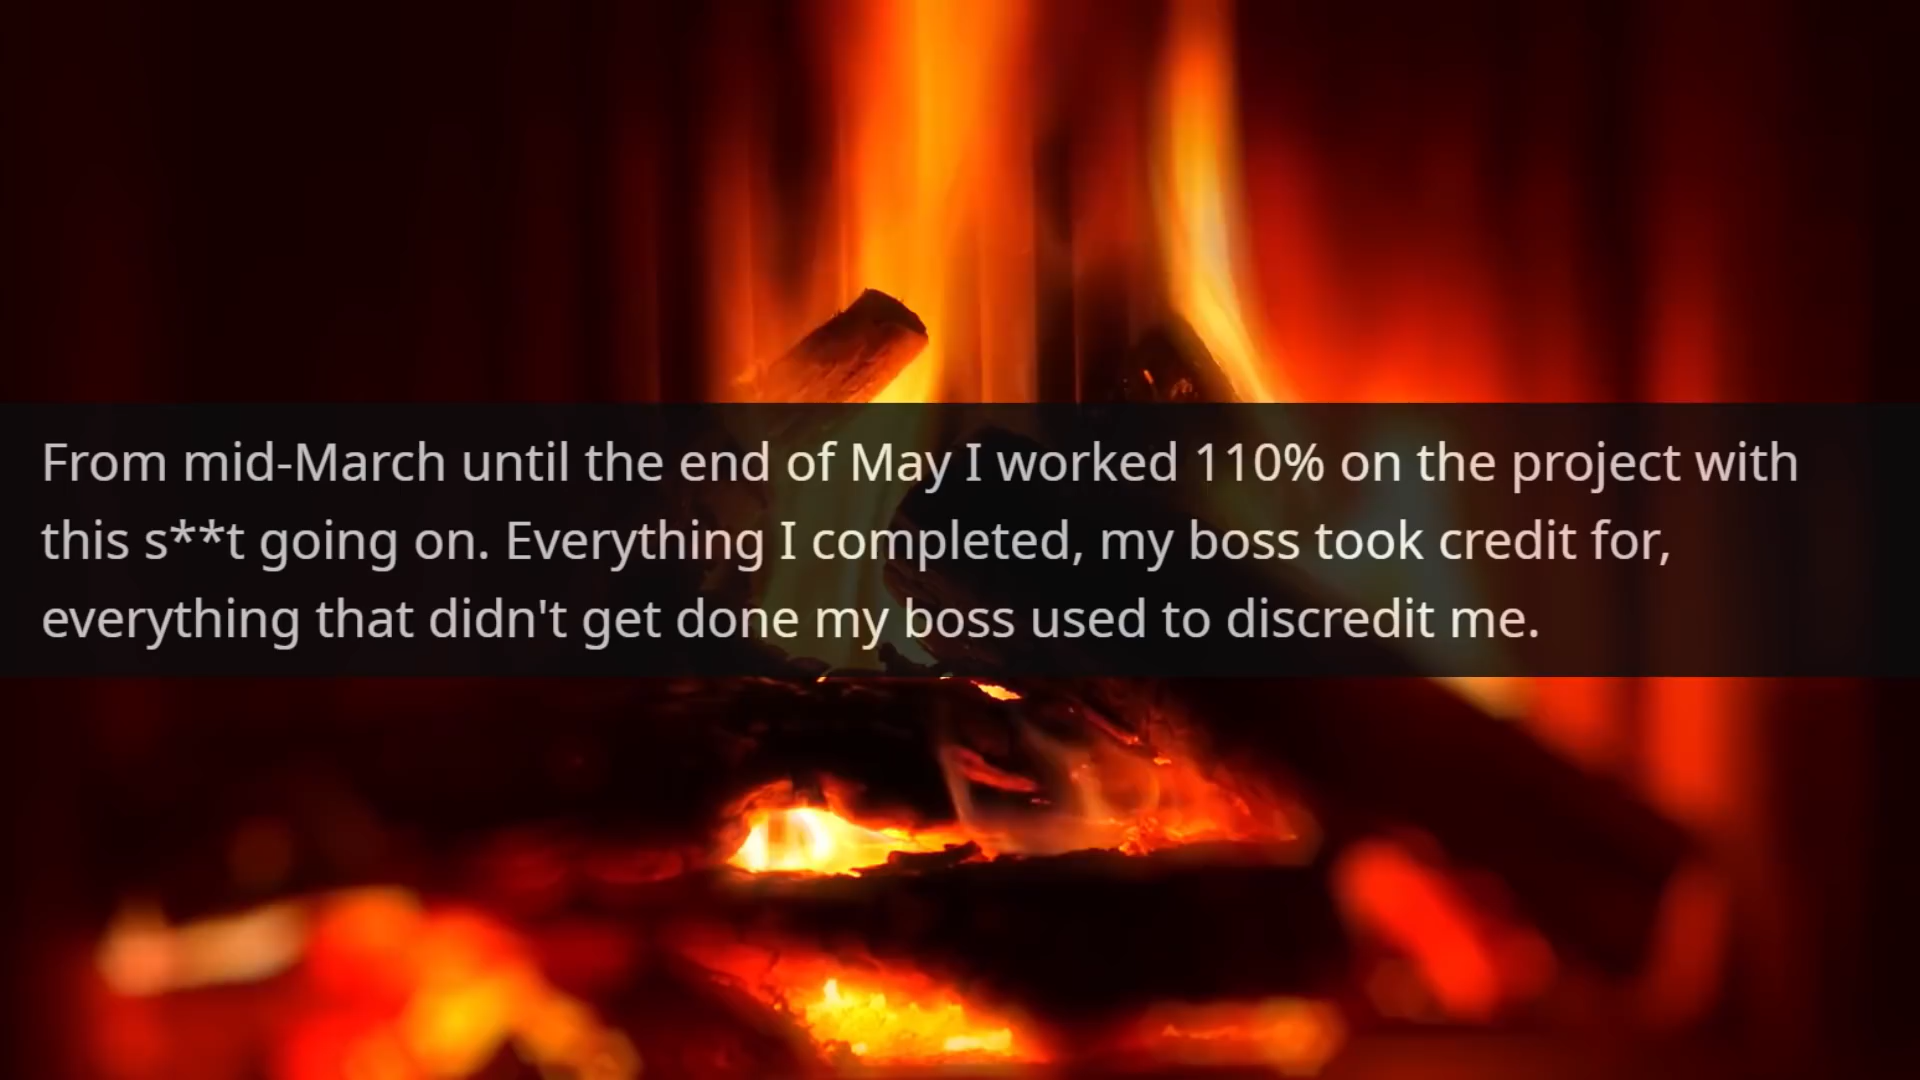 From mid-March until the end of May I worked 110% on the project with
this s**t going on. Everything I completed, my boss took credit for,
everything that didn't get done my boss used to discredit me.